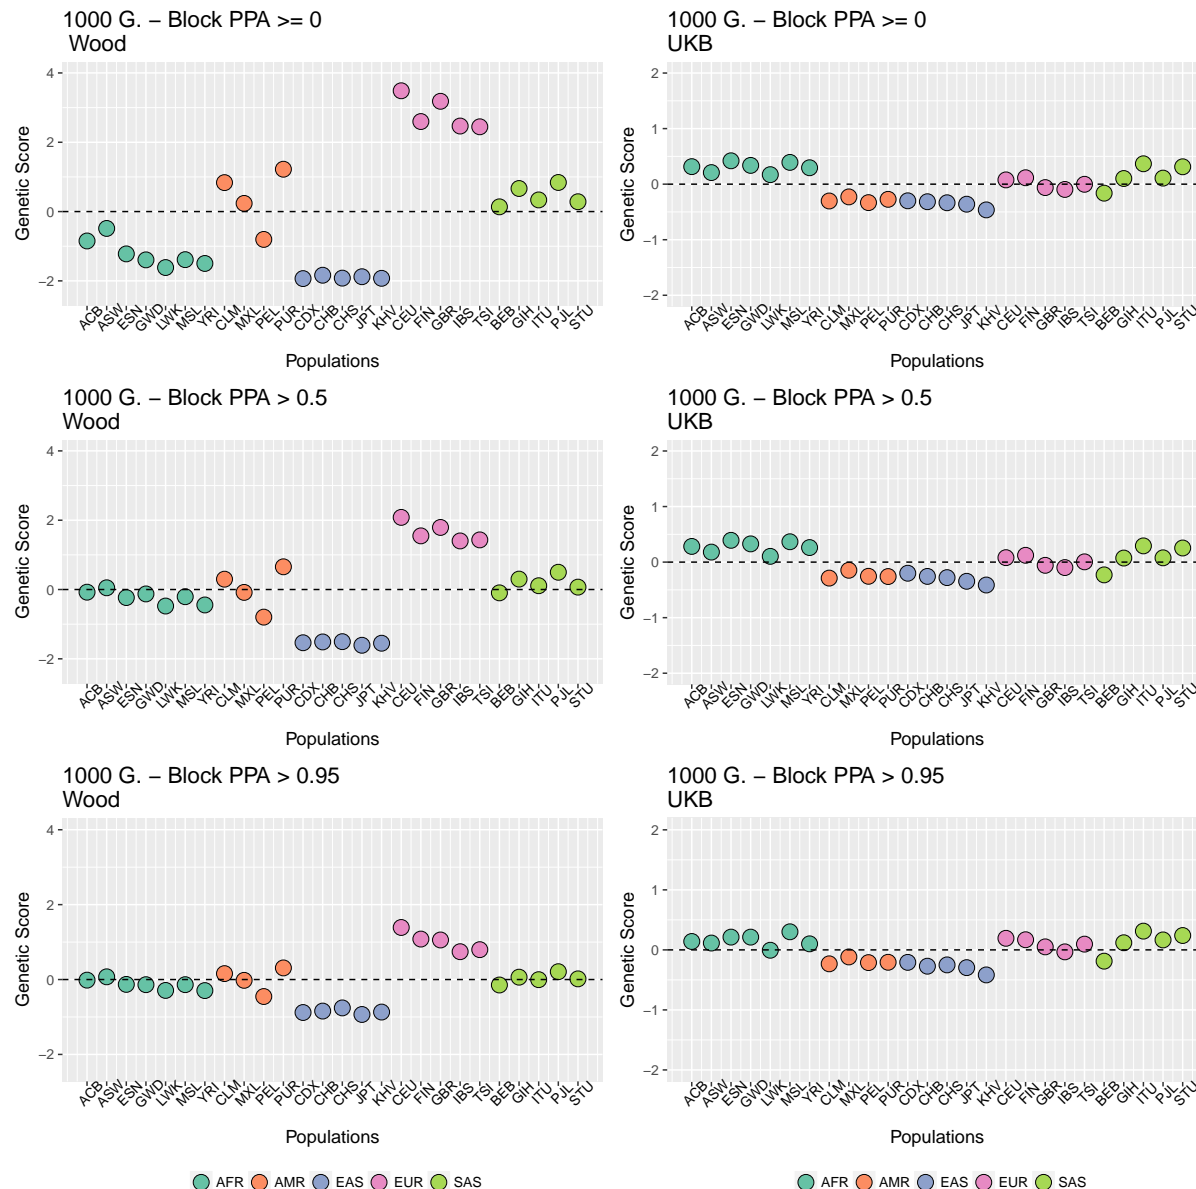 1000 G. – Block PPA >= 0
Wood
4
2
0
−2
Genetic Score
ACB ASW ESN GWD LWK MSL YRI CLM MXL PEL PUR CDX CHB CHS JPT KHV CEU FIN GBR IBS TSI BEB GIH ITU PJL STU
Populations
1000 G. – Block PPA >= 0
UKB
2
1
0
−1
−2
Genetic Score
ACB ASW ESN GWD LWK MSL YRI CLM MXL PEL PUR CDX CHB CHS JPT KHV CEU FIN GBR IBS TSI BEB GIH ITU PJL STU
Populations
1000 G. – Block PPA > 0.5
Wood
4
2
0
−2
Genetic Score
ACB ASW ESN GWD LWK MSL YRI CLM MXL PEL PUR CDX CHB CHS JPT KHV CEU FIN GBR IBS TSI BEB GIH ITU PJL STU
Populations
1000 G. – Block PPA > 0.5
UKB
2
1
0
−1
−2
Genetic Score
ACB ASW ESN GWD LWK MSL YRI CLM MXL PEL PUR CDX CHB CHS JPT KHV CEU FIN GBR IBS TSI BEB GIH ITU PJL STU
Populations
1000 G. – Block PPA > 0.95
Wood
4
2
0
−2
Genetic Score
ACB ASW ESN GWD LWK MSL YRI CLM MXL PEL PUR CDX CHB CHS JPT KHV CEU FIN GBR IBS TSI BEB GIH ITU PJL STU
Populations
1000 G. – Block PPA > 0.95
UKB
2
1
0
−1
−2
Genetic Score
ACB ASW ESN GWD LWK MSL YRI CLM MXL PEL PUR CDX CHB CHS JPT KHV CEU FIN GBR IBS TSI BEB GIH ITU PJL STU
Populations
AFR AMR EAS EUR SAS
AFR AMR EAS EUR SAS